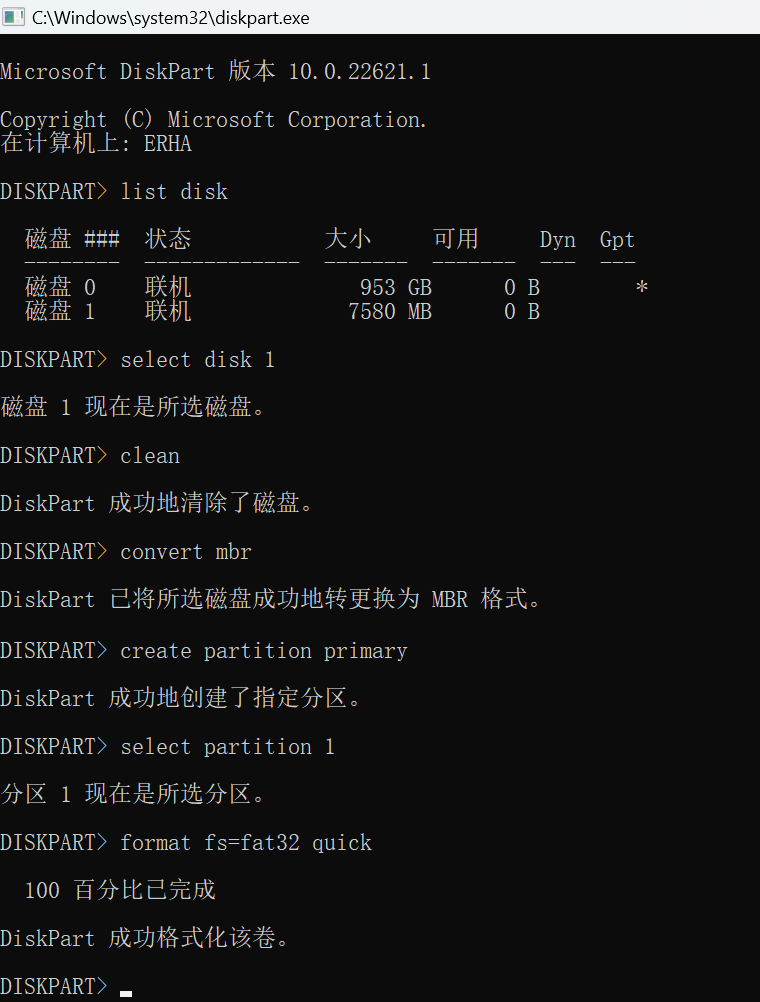 C:\Windows\system32\diskpart.exe
Microsoft DiskPart 版本 10.0.22621.1
Copyright (C) Microsoft Corporation.
在计算机上: ERHA
DISKPART> list disk
  磁盘 ###  状态           大小     可用     Dyn  Gpt
  --------  -------------  -------  -------  ---  ---
  磁盘 0    联机              953 GB      0 B        *
  磁盘 1    联机             7580 MB      0 B
DISKPART> select disk 1
磁盘 1 现在是所选磁盘。
DISKPART> clean
DiskPart 成功地清除了磁盘。
DISKPART> convert mbr
DiskPart 已将所选磁盘成功地转更换为 MBR 格式。
DISKPART> create partition primary
DiskPart 成功地创建了指定分区。
DISKPART> select partition 1
分区 1 现在是所选分区。
DISKPART> format fs=fat32 quick
  100 百分比已完成
DiskPart 成功格式化该卷。
DISKPART>